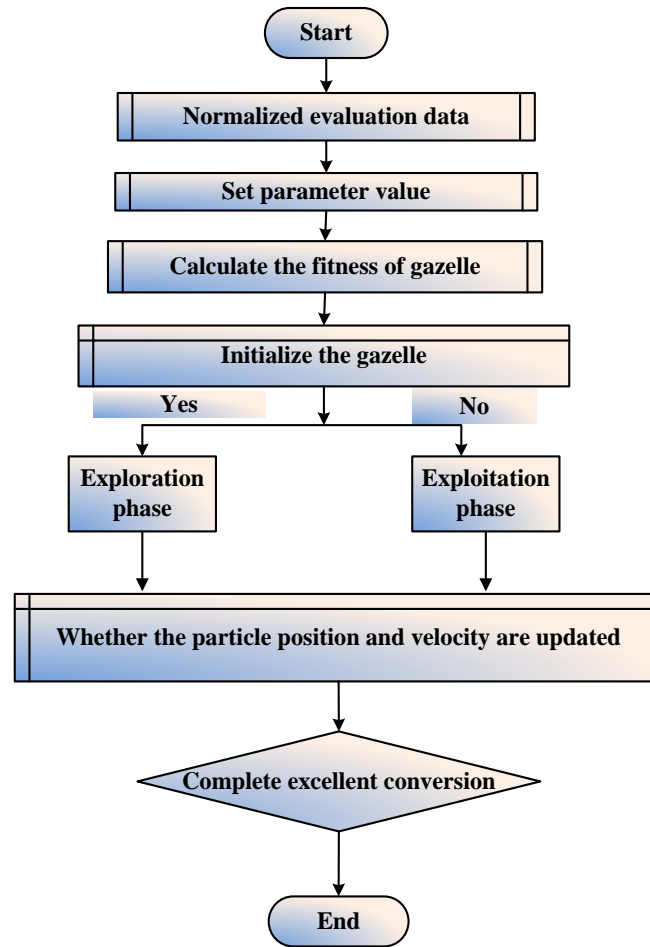 Start
Normalized evaluation data
Set parameter value
Calculate the fitness of gazelle
Initialize the gazelle
Yes
No
Exploration
phase
Exploitation
phase
Whether the particle position and velocity are updated
Complete excellent conversion
End